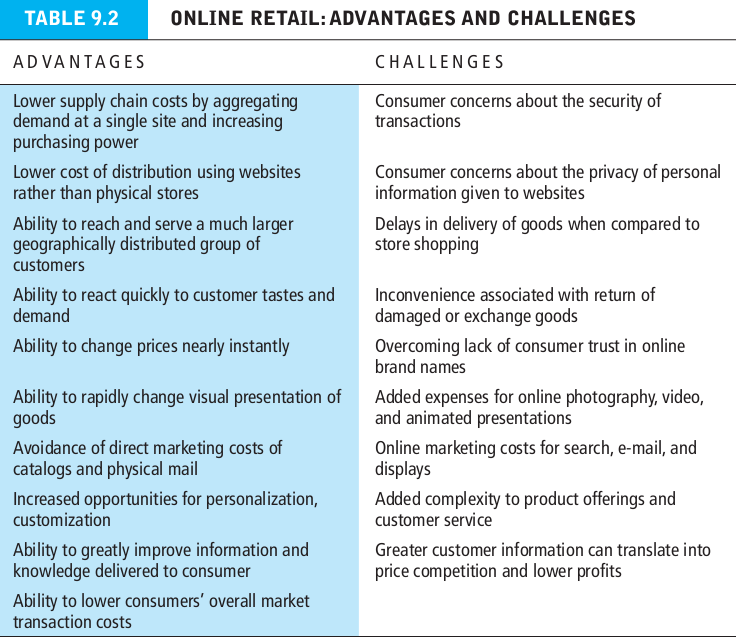 TABLE 9.2 ONLINE RETAIL: ADVANTAGES AND CHALLENGES
ADVANTAGES CHALLENGES
Lower supply chain costs by aggregating
demand at a single site and increasing
purchasing power
Consumer concerns about the security of
transactions
Lower cost of distribution using websites
rather than physical stores
Consumer concerns about the privacy of personal
information given to websites
Ability to reach and serve a much larger
geographically distributed group of
customers
Delays in delivery of goods when compared to
store shopping
Ability to react quickly to customer tastes and
demand
Inconvenience associated with return of
damaged or exchange goods
Ability to change prices nearly instantly
Overcoming lack of consumer trust in online
brand names
Ability to rapidly change visual presentation of
goods
Added expenses for online photography, video,
and animated presentations
Avoidance of direct marketing costs of
catalogs and physical mail
Online marketing costs for search, e-mail, and
displays
Increased opportunities for personalization,
customization
Added complexity to product offerings and
customer service
Ability to greatly improve information and
knowledge delivered to consumer
Greater customer information can translate into
price competition and lower profits
Ability to lower consumers’ overall market
transaction costs